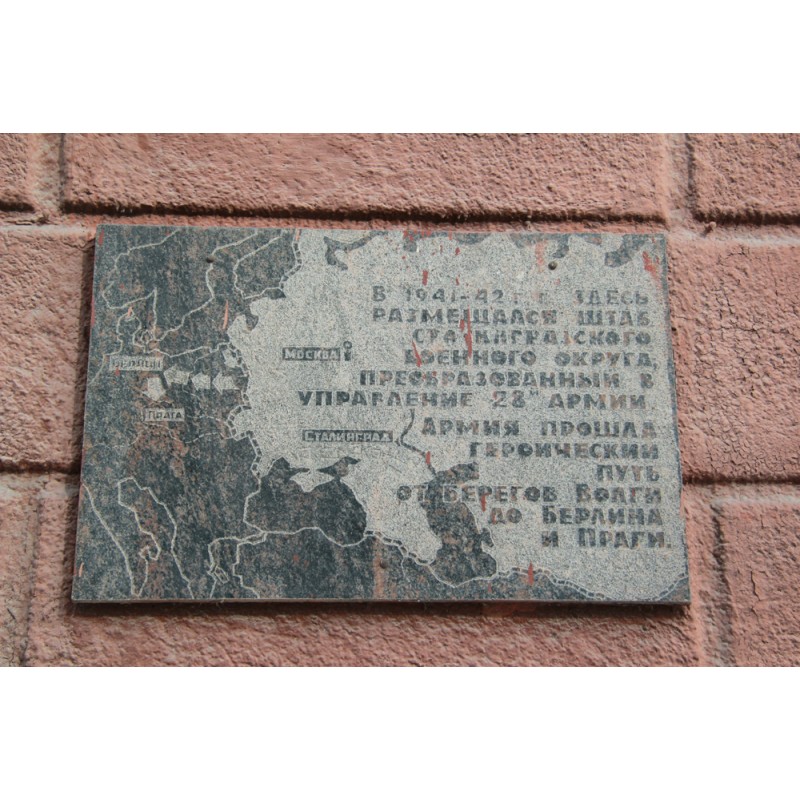 В 1941-42 г.г. ЗДЕСЬ
РАЗМЕЩАЛСЯ ШТАБ
СТАЛИНГРАДСКОГО
ВОЕННОГО ОКРУГА,
ПРЕОБРАЗОВАННЫЙ В
УПРАВЛЕНИЕ 28й АРМИИ.
АРМИЯ ПРОШЛА
ГЕРОИЧЕСКИЙ
ПУТЬ
ОТ БЕРЕГОВ ВОЛГИ
ДО БЕРЛИНА
И ПРАГИ.
МОСКВА
БЕРЛИН
ПРАГА
СТАЛИНГРАД